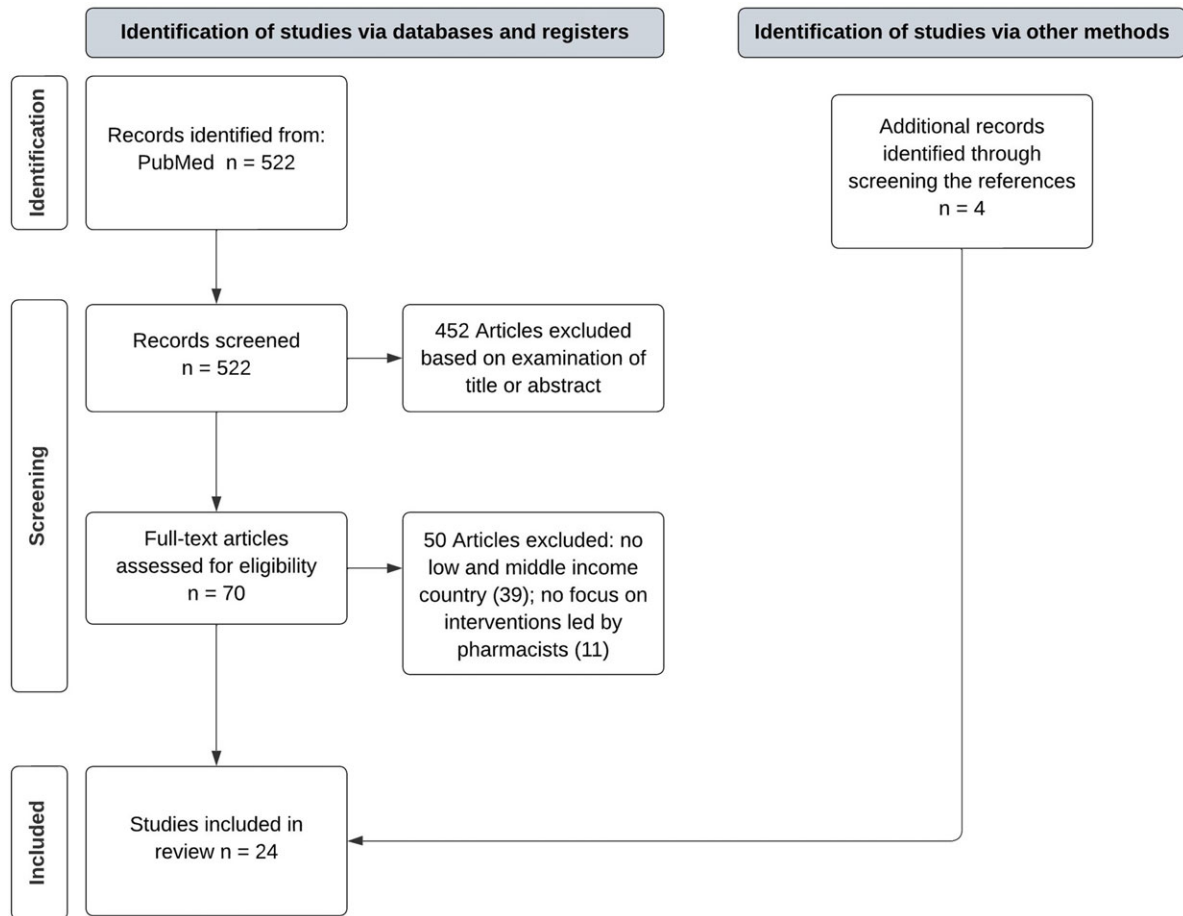 Identification of studies via databases and registers
Identification of studies via other methods
Identification
Records identified from:
PubMed n = 522
Additional records
identified through
screening the references
n = 4
Screening
Records screened
n = 522
452 Articles excluded
based on examination of
title or abstract
Full-text articles
assessed for eligibility
n = 70
50 Articles excluded: no
low and middle income
country (39); no focus on
interventions led by
pharmacists (11)
Included
Studies included in
review n = 24